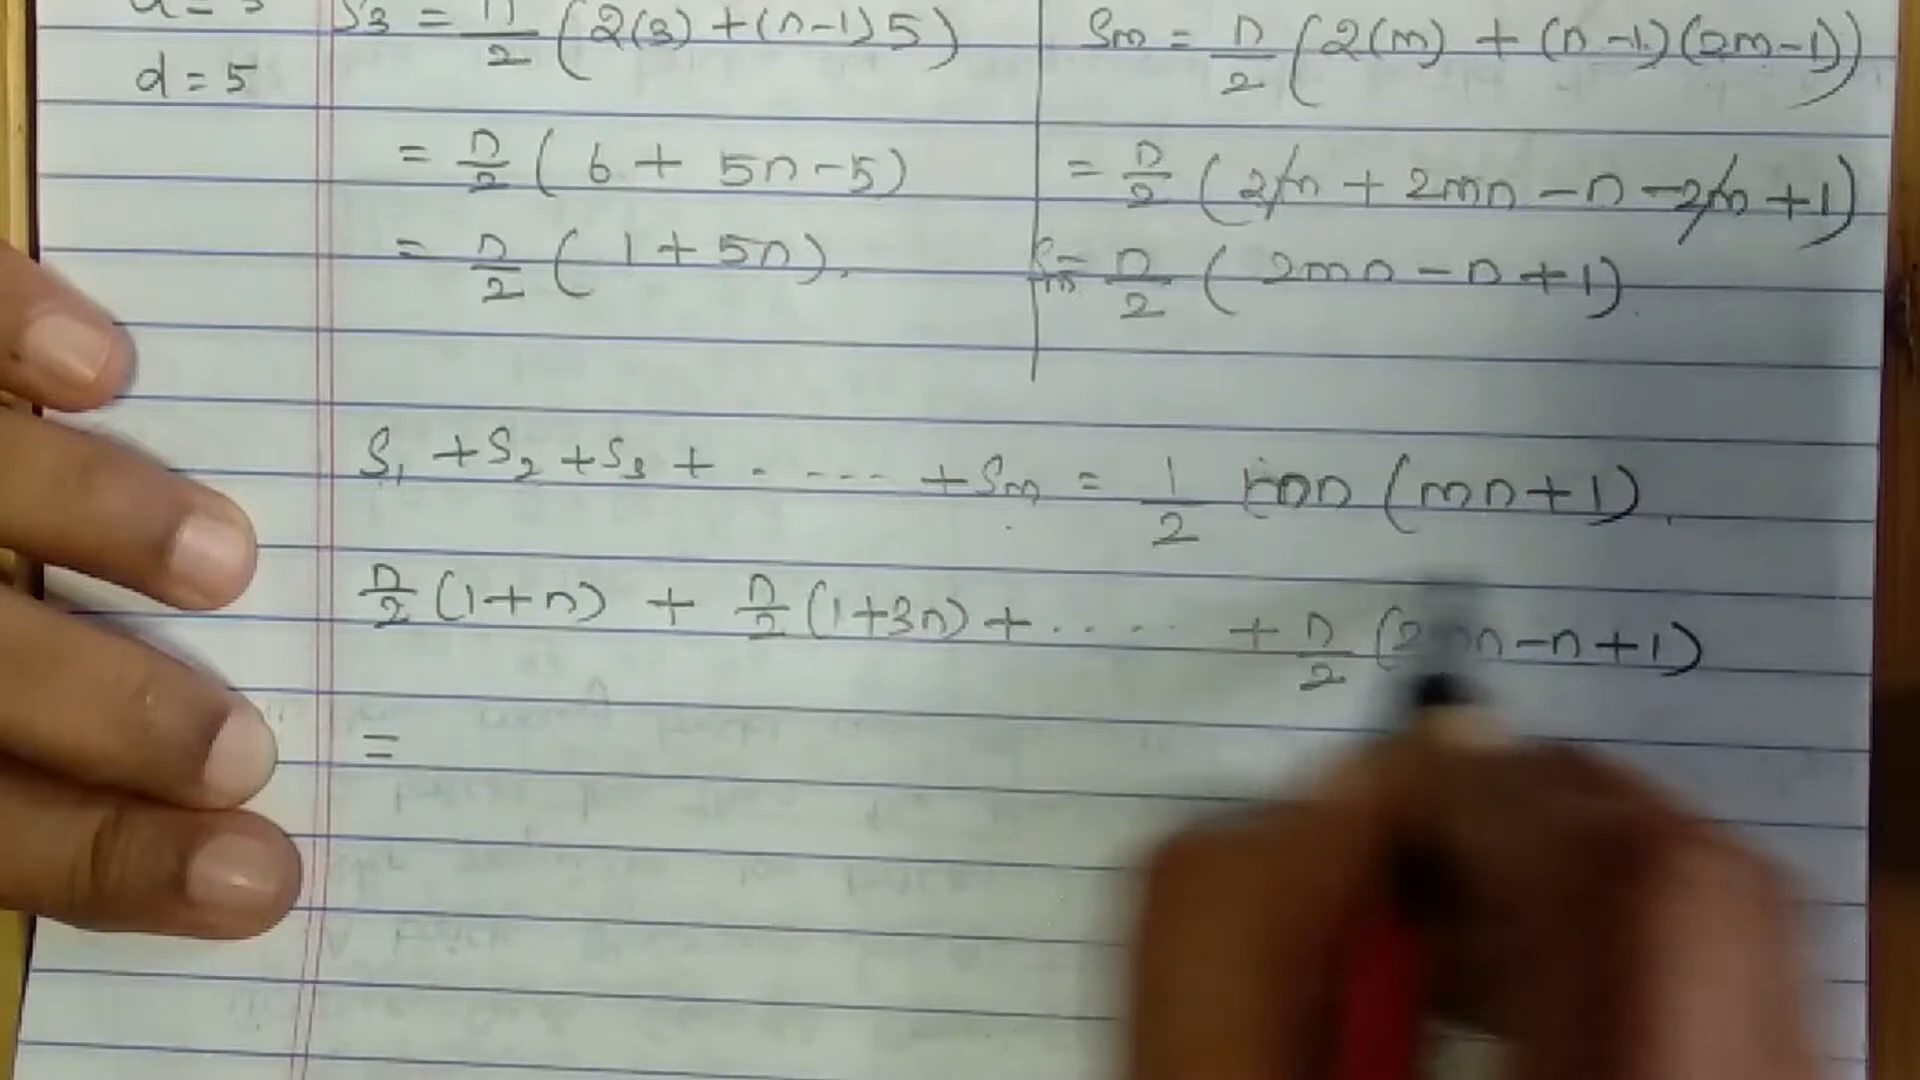 a = 3
S3 = n/2 (2(3) + (n-1)5)
d = 5
= n/2 (6 + 5n - 5)
= n/2 (1 + 5n).
Sm = n/2 (2(m) + (n-1)(2m-1))
= n/2 (2m + 2mn - n - 2m + 1)
Sm = n/2 (2mn - n + 1).
S1 + S2 + S3 + ----- + Sm = 1/2 mn (mn+1).
n/2 (1+n) + n/2 (1+3n) + ..... + n/2 (2mn-n+1)
=